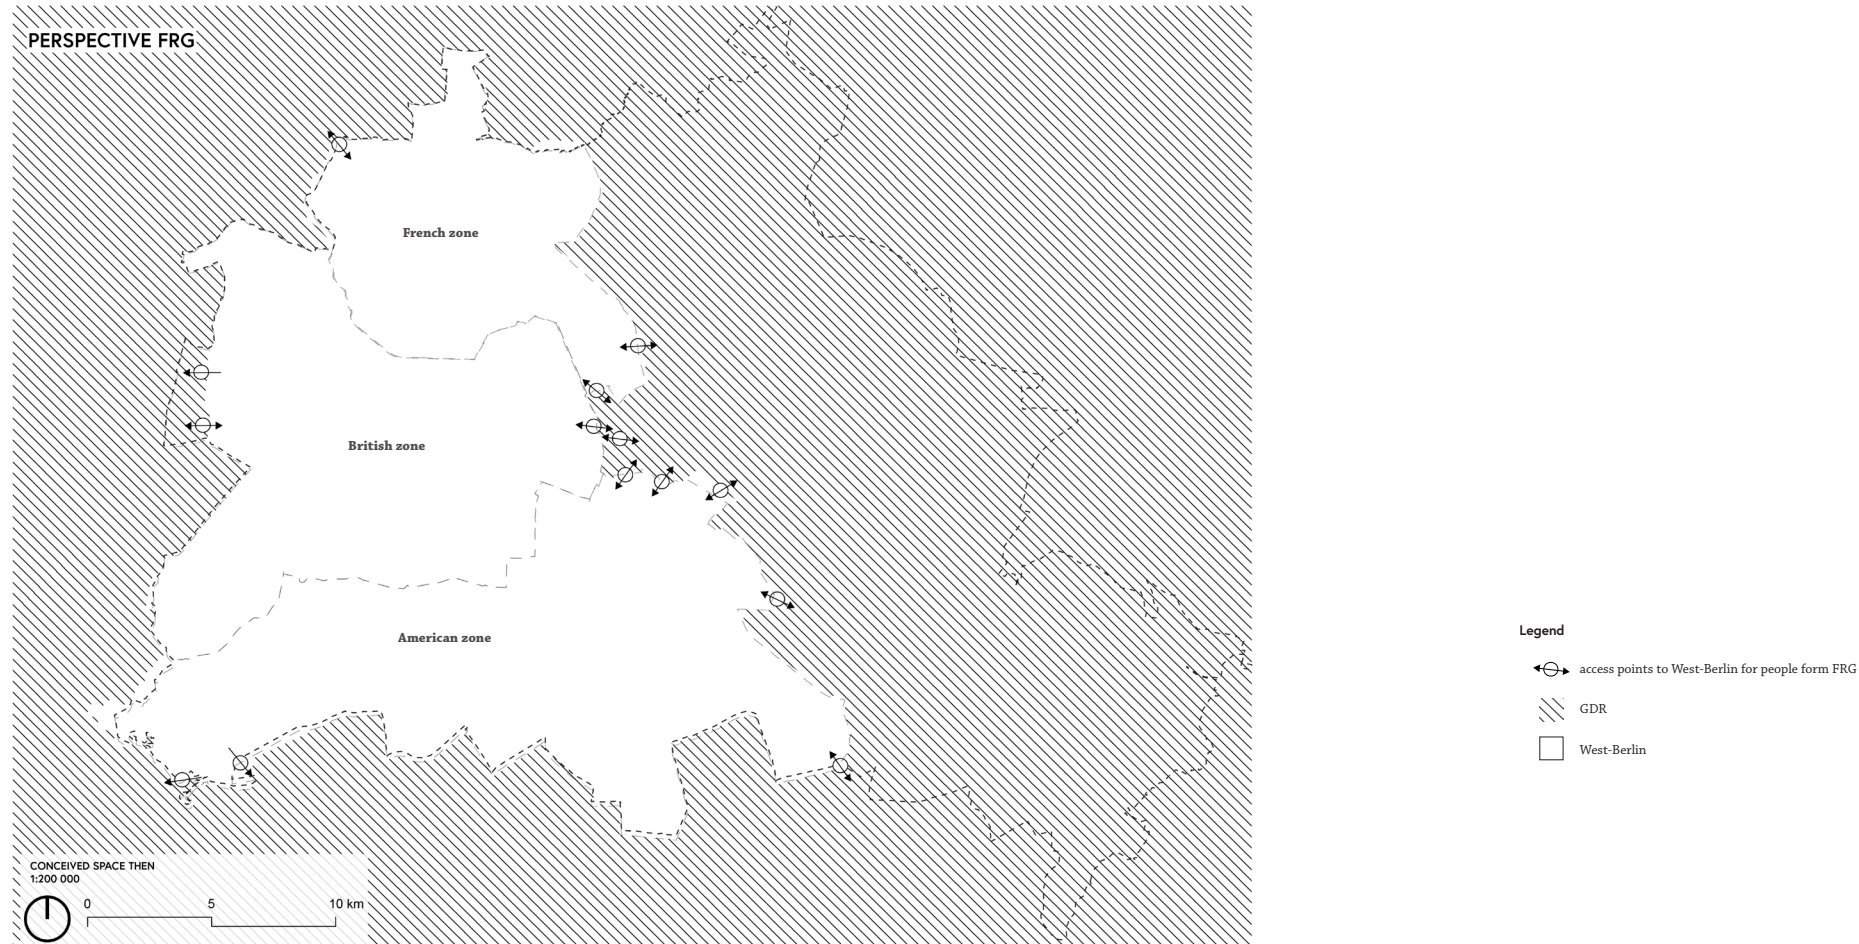 PERSPECTIVE FRG
French zone
British zone
American zone
Legend
access points to West-Berlin for people form FRG
GDR
West-Berlin
CONCEIVED SPACE THEN
1:200 000
0 5 10 km